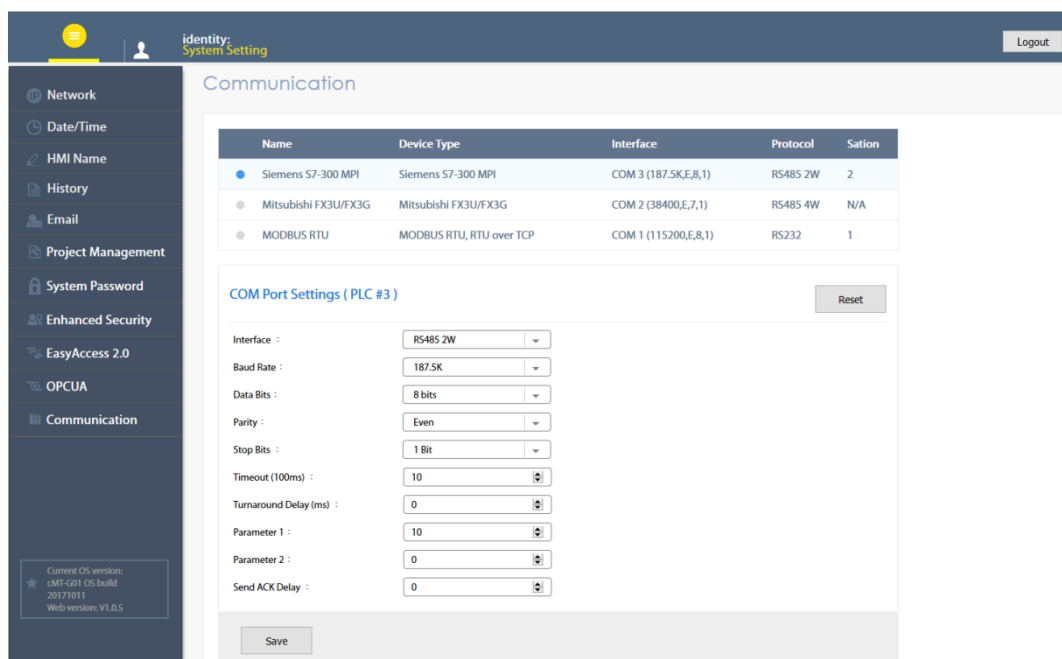 identity:
System Setting
Logout
Network
Date/Time
HMI Name
History
Email
Project Management
System Password
Enhanced Security
EasyAccess 2.0
OPCUA
Communication
Current OS version:
cMT-G01 OS build
20171011
Web version: V1.0.5
Communication
Name Device Type Interface Protocol Sation
Siemens S7-300 MPI Siemens S7-300 MPI COM 3 (187.5K,E,8,1) RS485 2W 2
Mitsubishi FX3U/FX3G Mitsubishi FX3U/FX3G COM 2 (38400,E,7,1) RS485 4W N/A
MODBUS RTU MODBUS RTU, RTU over TCP COM 1 (115200,E,8,1) RS232 1
COM Port Settings ( PLC #3 )
Reset
Interface : RS485 2W
Baud Rate : 187.5K
Data Bits : 8 bits
Parity : Even
Stop Bits : 1 Bit
Timeout (100ms) : 10
Turnaround Delay (ms) : 0
Parameter 1 : 10
Parameter 2 : 0
Send ACK Delay : 0
Save